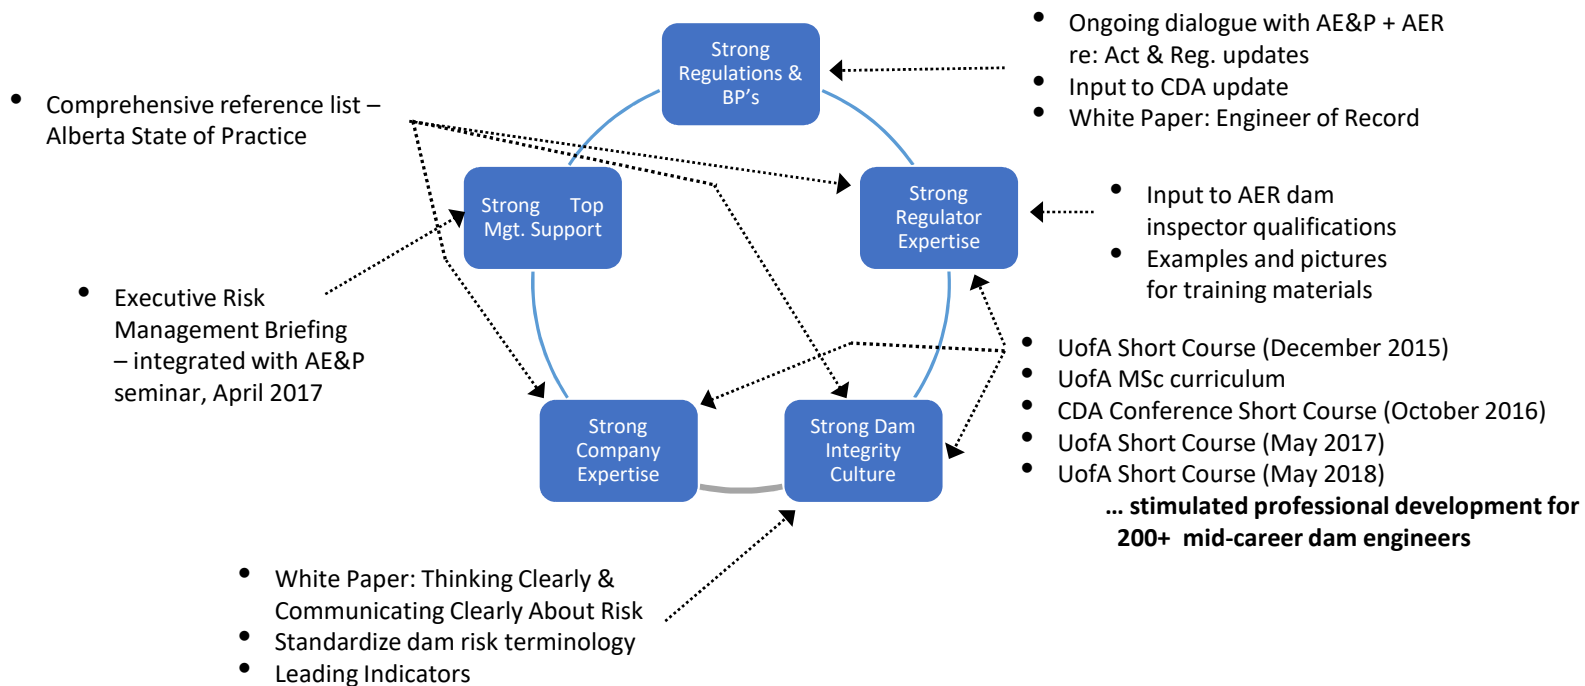 Strong
Regulations &
BP's
• Ongoing dialogue with AE&P + AER
re: Act & Reg. updates
• Input to CDA update
• White Paper: Engineer of Record
• Comprehensive reference list –
Alberta State of Practice
Strong Top
Mgt. Support
Strong
Regulator
Expertise
• Input to AER dam
inspector qualifications
• Examples and pictures
for training materials
• Executive Risk
Management Briefing
– integrated with AE&P
seminar, April 2017
• UofA Short Course (December 2015)
• UofA MSc curriculum
• CDA Conference Short Course (October 2016)
• UofA Short Course (May 2017)
• UofA Short Course (May 2018)
... stimulated professional development for
200+ mid-career dam engineers
Strong
Company
Expertise
Strong Dam
Integrity
Culture
• White Paper: Thinking Clearly &
Communicating Clearly About Risk
• Standardize dam risk terminology
• Leading Indicators